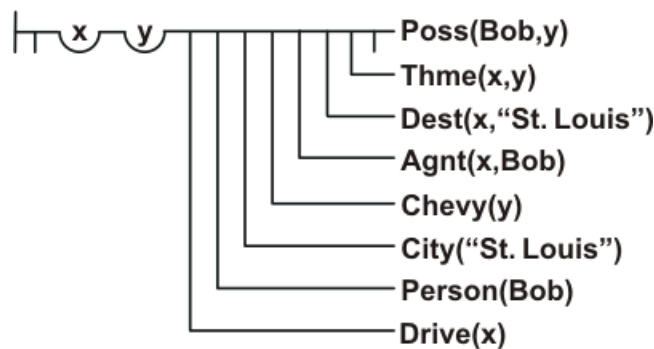 x y Poss(Bob,y)
Thme(x,y)
Dest(x,“St. Louis”)
Agnt(x,Bob)
Chevy(y)
City(“St. Louis”)
Person(Bob)
Drive(x)